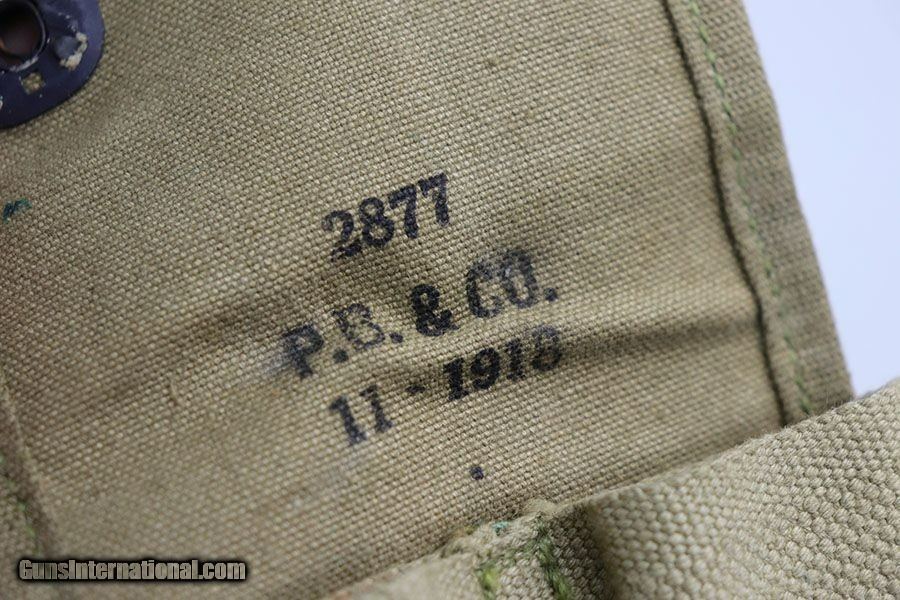 2877
P.B. & CO.
11-1918
GunsInternational.com